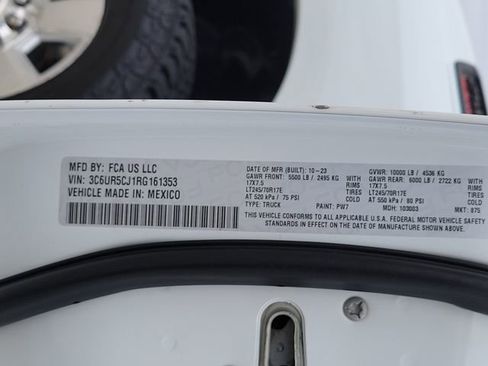 MFD BY: FCA US LLC
VIN: 3C6UR5CJ1RG161353
VEHICLE MADE IN: MEXICO
DATE OF MFR (BUILT): 10-23
GAWR FRONT: 5500 LB / 2495 KG WITH
17X7.5 RIMS
LT245/70R17E TIRES
AT 520 kPa / 75 PSI COLD
TYPE: TRUCK PAINT: PW7
GVWR: 10000 LB / 4536 KG
GAWR REAR: 6000 LB / 2722 KG WITH
17X7.5 RIMS
LT245/70R17E TIRES
AT 550 kPa / 80 PSI COLD
MDH: 103003 MKT: 875
THIS VEHICLE CONFORMS TO ALL APPLICABLE U.S.A. FEDERAL MOTOR VEHICLE SAFETY
STANDARDS IN EFFECT ON THE DATE OF MANUFACTURE SHOWN ABOVE.